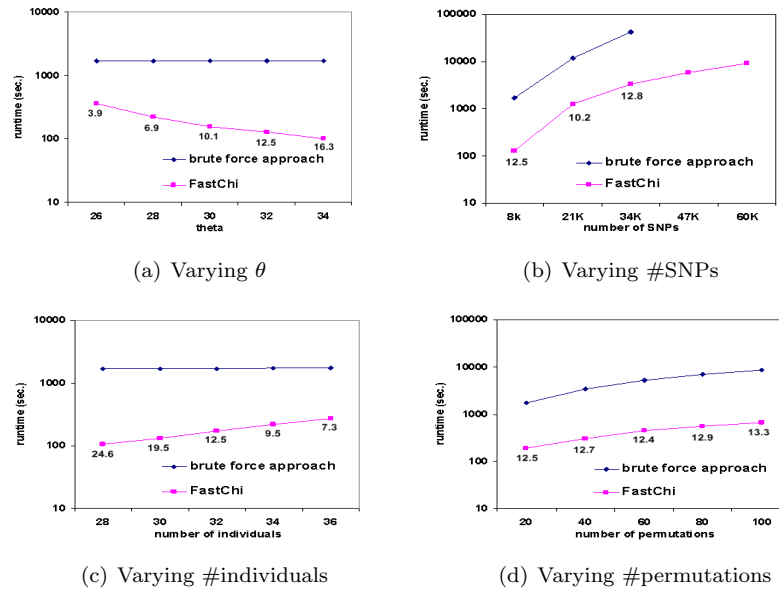 10000
1000
100
10
runtime (sec.)
3.9
6.9
10.1
12.5
16.3
brute force approach
FastChi
26 28 30 32 34
theta
(a) Varying θ
100000
10000
1000
100
10
runtime (sec.)
12.5
10.2
12.8
brute force approach
FastChi
8k 21K 34K 47K 60K
number of SNPs
(b) Varying #SNPs
10000
1000
100
10
runtime (sec.)
24.6
19.5
12.5
9.5
7.3
brute force approach
FastChi
28 30 32 34 36
number of individuals
(c) Varying #individuals
100000
10000
1000
100
10
runtime (sec.)
12.5
12.7
12.4
12.9
13.3
brute force approach
FastChi
20 40 60 80 100
number of permutations
(d) Varying #permutations